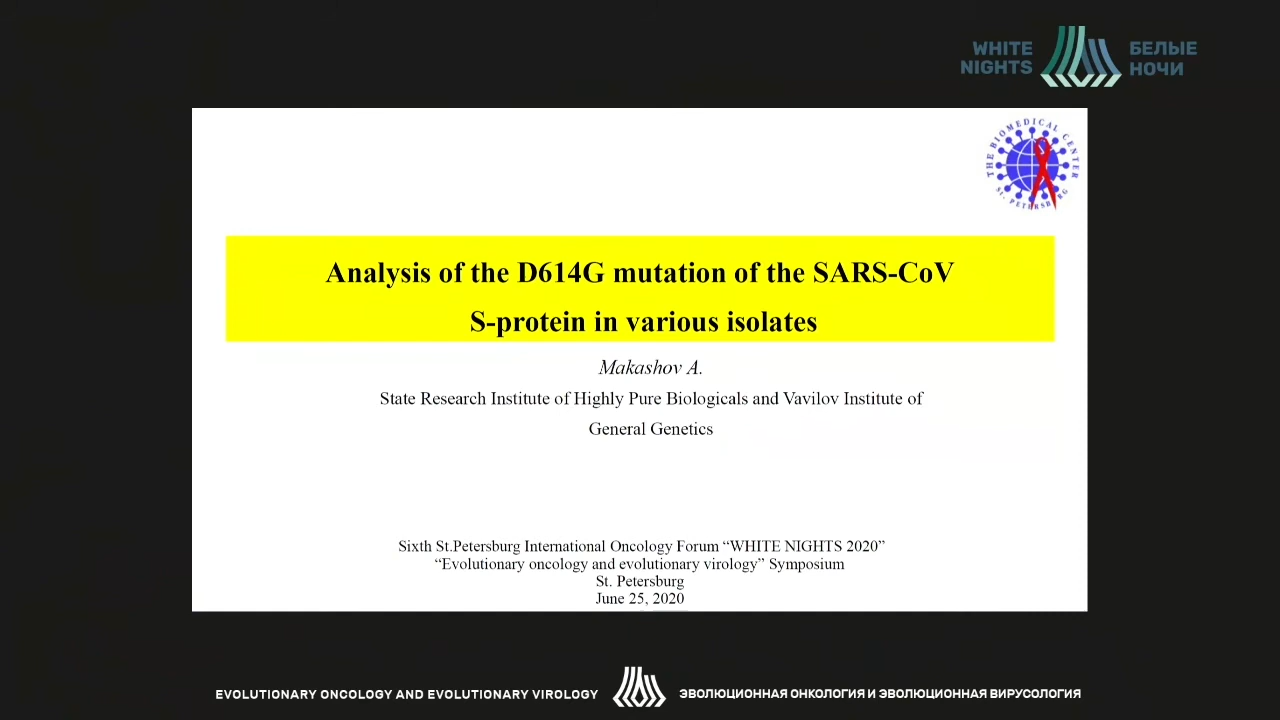 WHITE
NIGHTS
БЕЛЫЕ
НОЧИ
THE BIOMEDICAL CENTER
ST. PETERSBURG
Analysis of the D614G mutation of the SARS-CoV
S-protein in various isolates
Makashov A.
State Research Institute of Highly Pure Biologicals and Vavilov Institute of
General Genetics
Sixth St.Petersburg International Oncology Forum “WHITE NIGHTS 2020”
“Evolutionary oncology and evolutionary virology” Symposium
St. Petersburg
June 25, 2020
EVOLUTIONARY ONCOLOGY AND EVOLUTIONARY VIROLOGY
ЭВОЛЮЦИОННАЯ ОНКОЛОГИЯ И ЭВОЛЮЦИОННАЯ ВИРУСОЛОГИЯ